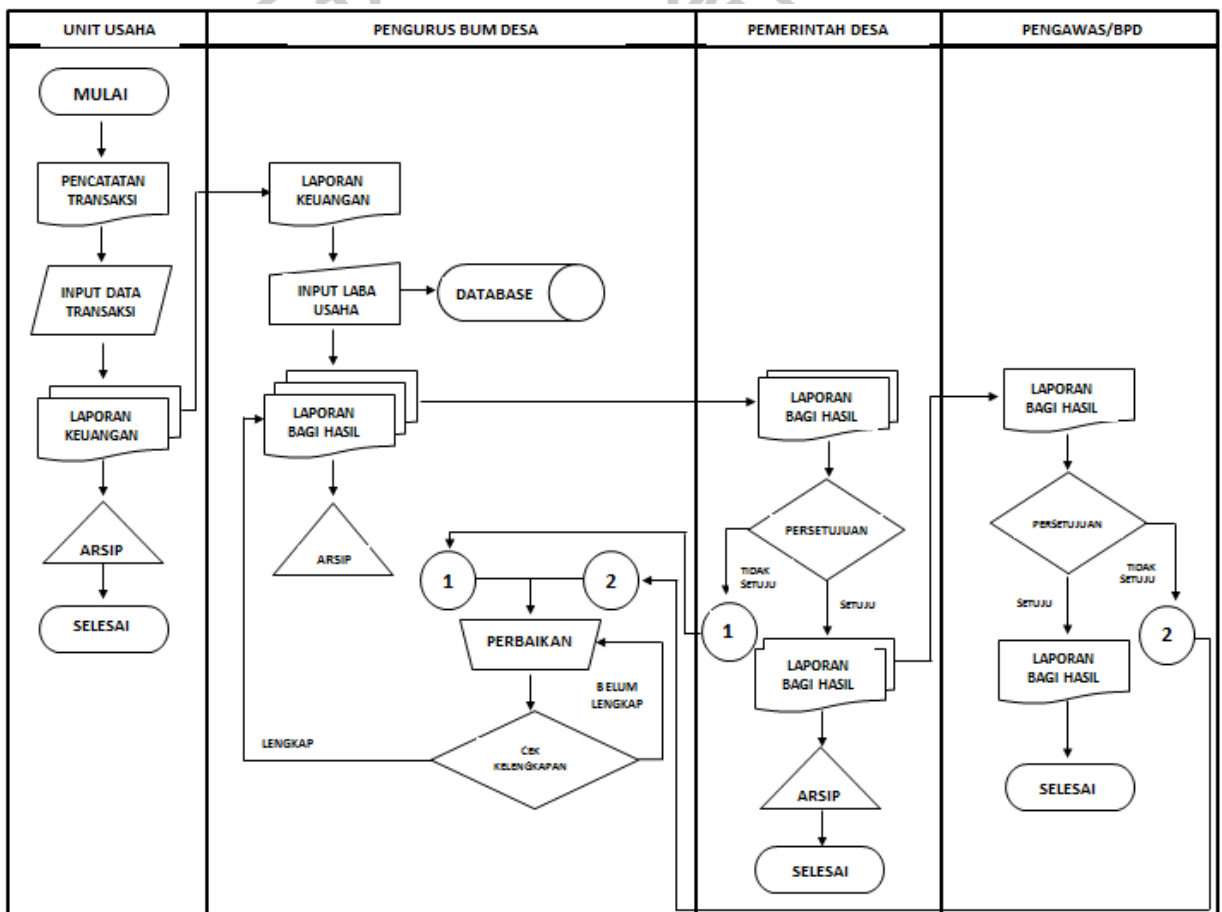 UNIT USAHA
PENGURUS BUM DESA
PEMERINTAH DESA
PENGAWAS/BPD
MULAI
PENCATATAN
TRANSAKSI
INPUT DATA
TRANSAKSI
LAPORAN
KEUANGAN
ARSIP
SELESAI
LAPORAN
KEUANGAN
INPUT LABA
USAHA
DATABASE
LAPORAN
BAGI HASIL
ARSIP
1
2
PERBAIKAN
BELUM
LENGKAP
LENGKAP
CEK
KELENGKAPAN
LAPORAN
BAGI HASIL
PERSETUJUAN
TIDAK
SETUJU
SETUJU
1
LAPORAN
BAGI HASIL
ARSIP
SELESAI
LAPORAN
BAGI HASIL
PERSETUJUAN
TIDAK
SETUJU
SETUJU
2
LAPORAN
BAGI HASIL
SELESAI